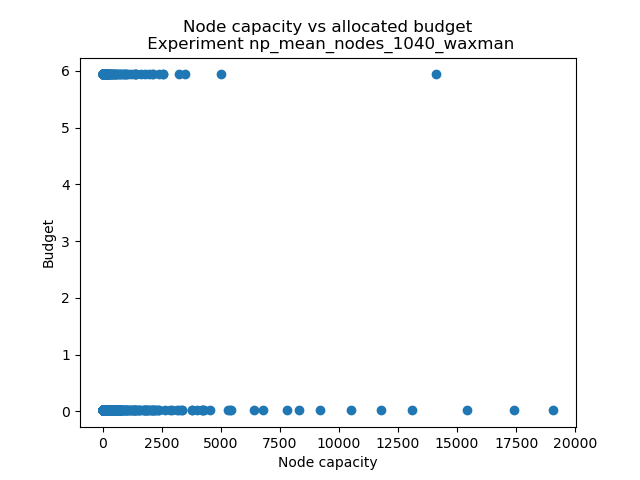 Node capacity vs allocated budget
Experiment np_mean_nodes_1040_waxman
6
5
4
3
2
1
0
Budget
0 2500 5000 7500 10000 12500 15000 17500 20000
Node capacity